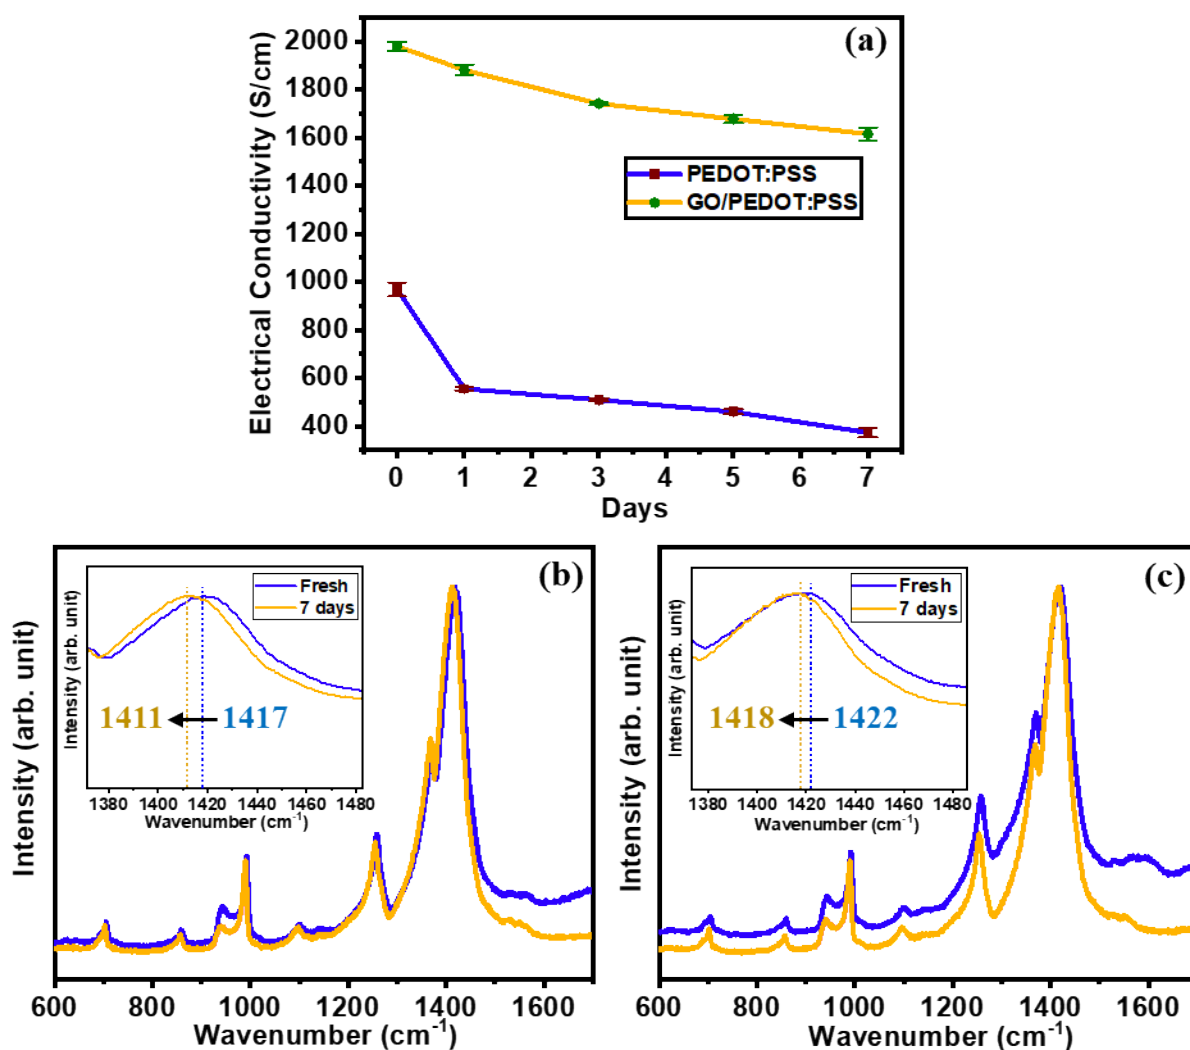 (a)
Electrical Conductivity (S/cm)
2000
1800
1600
1400
1200
1000
800
600
400
PEDOT:PSS
GO/PEDOT:PSS
0 1 2 3 4 5 6 7
Days
(b)
Intensity (arb. unit)
Intensity (arb. unit)
Fresh
7 days
1411 1417
1380 1400 1420 1440 1460 1480
Wavenumber (cm⁻¹)
600 800 1000 1200 1400 1600
Wavenumber (cm⁻¹)
(c)
Intensity (arb. unit)
Intensity (arb. unit)
Fresh
7 days
1418 1422
1380 1400 1420 1440 1460 1480
Wavenumber (cm⁻¹)
600 800 1000 1200 1400 1600
Wavenumber (cm⁻¹)